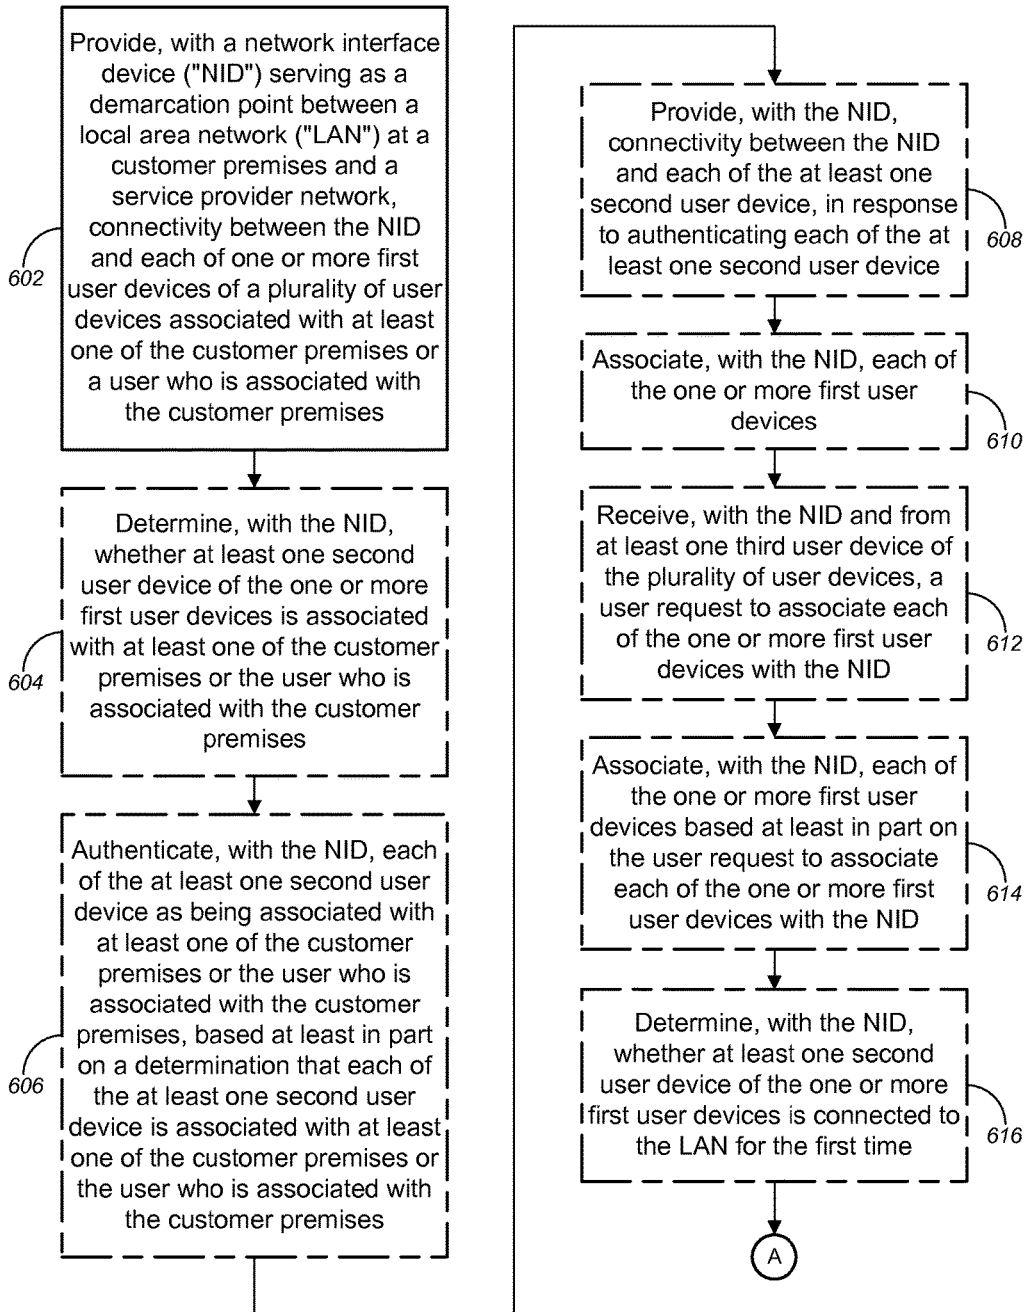 Provide, with a network interface
device ("NID") serving as a
demarcation point between a
local area network ("LAN") at a
customer premises and a
service provider network,
connectivity between the NID
and each of one or more first
user devices of a plurality of user
devices associated with at least
one of the customer premises or
a user who is associated with
the customer premises
602
Determine, with the NID,
whether at least one second
user device of the one or more
first user devices is associated
with at least one of the customer
premises or the user who is
associated with the customer
premises
604
Authenticate, with the NID, each
of the at least one second user
device as being associated with
at least one of the customer
premises or the user who is
associated with the customer
premises, based at least in part
on a determination that each of
the at least one second user
device is associated with at least
one of the customer premises or
the user who is associated with
the customer premises
606
Provide, with the NID,
connectivity between the NID
and each of the at least one
second user device, in response
to authenticating each of the at
least one second user device
608
Associate, with the NID, each of
the one or more first user
devices
610
Receive, with the NID and from
at least one third user device of
the plurality of user devices, a
user request to associate each
of the one or more first user
devices with the NID
612
Associate, with the NID, each of
the one or more first user
devices based at least in part on
the user request to associate
each of the one or more first
user devices with the NID
614
Determine, with the NID,
whether at least one second
user device of the one or more
first user devices is connected to
the LAN for the first time
616
A